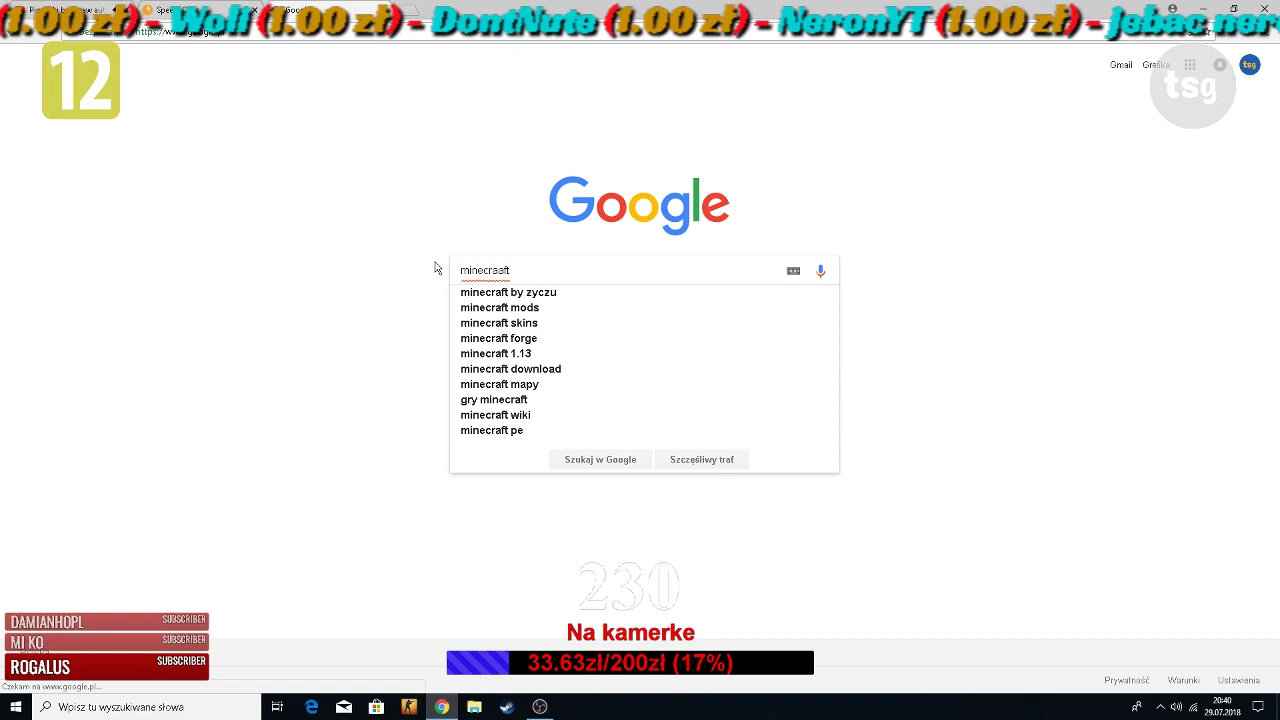 (1.00 zł) - Wolf (1.00 zł) - DontNute (1.00 zł) - NeronYT (1.00 zł) - Jebac ner
12
Gmail Grafika tsg
tsg
Google
minecraaft
minecraft by zyczu
minecraft mods
minecraft skins
minecraft forge
minecraft 1.13
minecraft download
minecraft mapy
gry minecraft
minecraft wiki
minecraft pe
Szukaj w Google Szczęśliwy traf
230
Na kamerke
33.63zł/200zł (17%)
DAMIANHOPL SUBSCRIBER
MI KO SUBSCRIBER
ROGALUS SUBSCRIBER
Czekam na www.google.pl...
Prywatność Warunki Ustawienia
Wpisz tu wyszukiwane słowa
20:40
29.07.2018